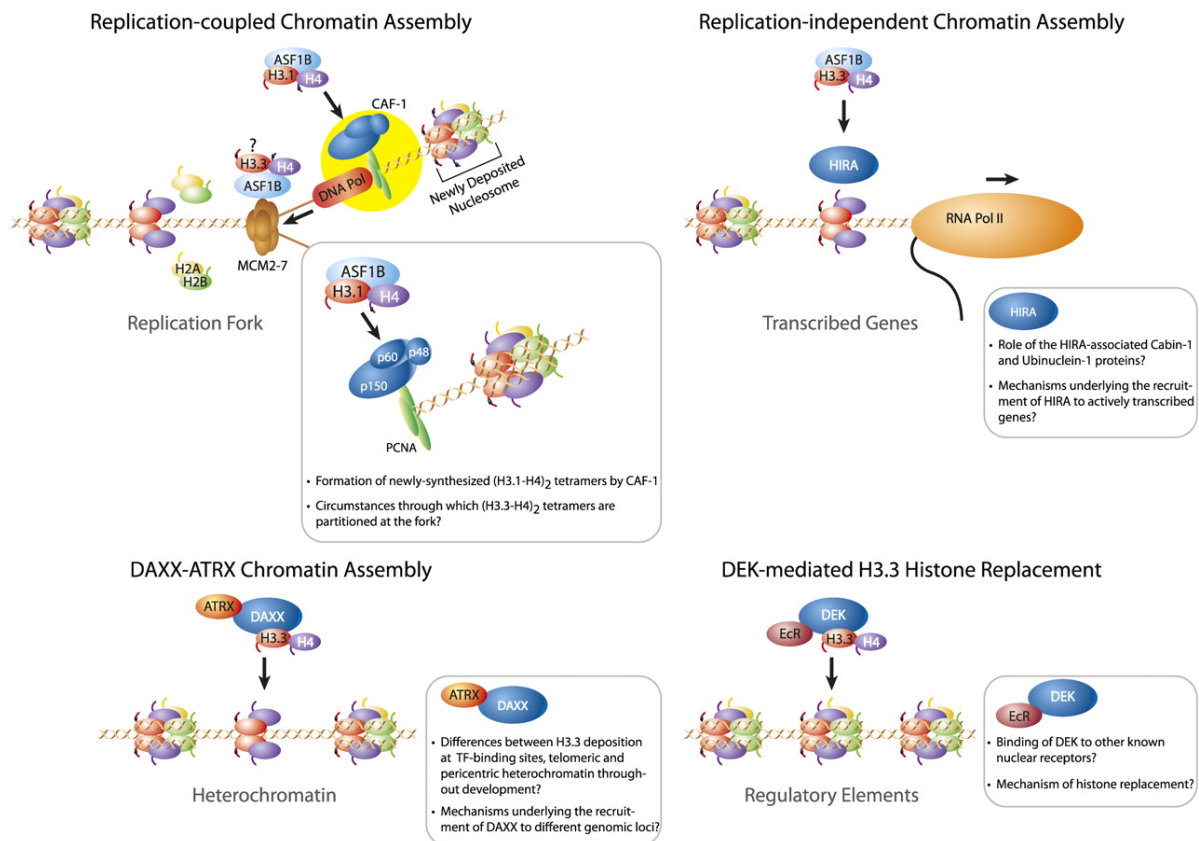 Replication-coupled Chromatin Assembly
ASF1B
H3.1
H4
CAF-1
?
H3.3
H4
ASF1B
DNA Pol
Newly Deposited
Nucleosome
MCM2-7
H2A
H2B
Replication Fork
ASF1B
H3.1
H4
p60
p48
p150
PCNA
• Formation of newly-synthesized (H3.1-H4)2 tetramers by CAF-1
• Circumstances through which (H3.3-H4)2 tetramers are
partitioned at the fork?
Replication-independent Chromatin Assembly
ASF1B
H3.3
H4
HIRA
RNA Pol II
Transcribed Genes
HIRA
• Role of the HIRA-associated Cabin-1
and Ubinuclein-1 proteins?
• Mechanisms underlying the recruit-
ment of HIRA to actively transcribed
genes?
DAXX-ATRX Chromatin Assembly
ATRX
DAXX
H3.3
H4
Heterochromatin
ATRX
DAXX
• Differences between H3.3 deposition
at TF-binding sites, telomeric and
pericentric heterochromatin through-
out development?
• Mechanisms underlying the recruit-
ment of DAXX to different genomic loci?
DEK-mediated H3.3 Histone Replacement
DEK
EcR
H3.3
H4
Regulatory Elements
DEK
EcR
• Binding of DEK to other known
nuclear receptors?
• Mechanism of histone replacement?